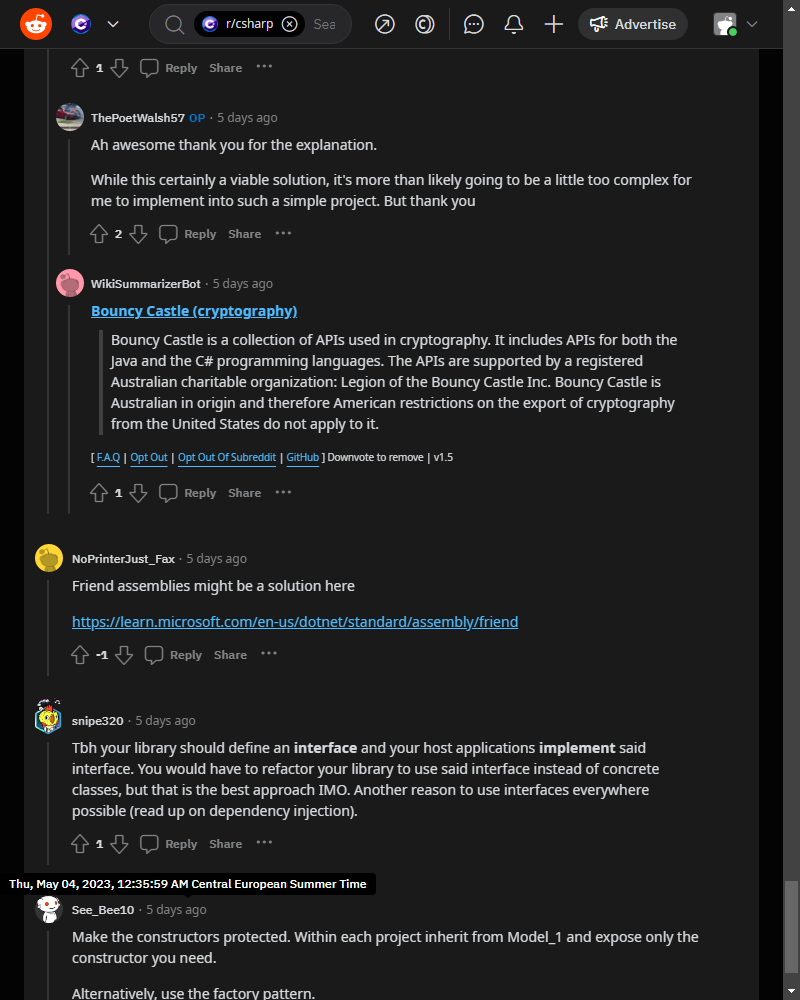 r/csharp
Sea
Advertise
1 Reply Share ...
ThePoetWalsh57 OP · 5 days ago
Ah awesome thank you for the explanation.
While this certainly a viable solution, it's more than likely going to be a little too complex for
me to implement into such a simple project. But thank you
2 Reply Share ...
WikiSummarizerBot · 5 days ago
Bouncy Castle (cryptography)
Bouncy Castle is a collection of APIs used in cryptography. It includes APIs for both the
Java and the C# programming languages. The APIs are supported by a registered
Australian charitable organization: Legion of the Bouncy Castle Inc. Bouncy Castle is
Australian in origin and therefore American restrictions on the export of cryptography
from the United States do not apply to it.
[ F.A.Q | Opt Out | Opt Out Of Subreddit | GitHub ] Downvote to remove | v1.5
1 Reply Share ...
NoPrinterJust_Fax · 5 days ago
Friend assemblies might be a solution here
https://learn.microsoft.com/en-us/dotnet/standard/assembly/friend
-1 Reply Share ...
snipe320 · 5 days ago
Tbh your library should define an interface and your host applications implement said
interface. You would have to refactor your library to use said interface instead of concrete
classes, but that is the best approach IMO. Another reason to use interfaces everywhere
possible (read up on dependency injection).
1 Reply Share ...
Thu, May 04, 2023, 12:35:59 AM Central European Summer Time
See_Bee10 · 5 days ago
Make the constructors protected. Within each project inherit from Model_1 and expose only the
constructor you need.
Alternatively, use the factory pattern.